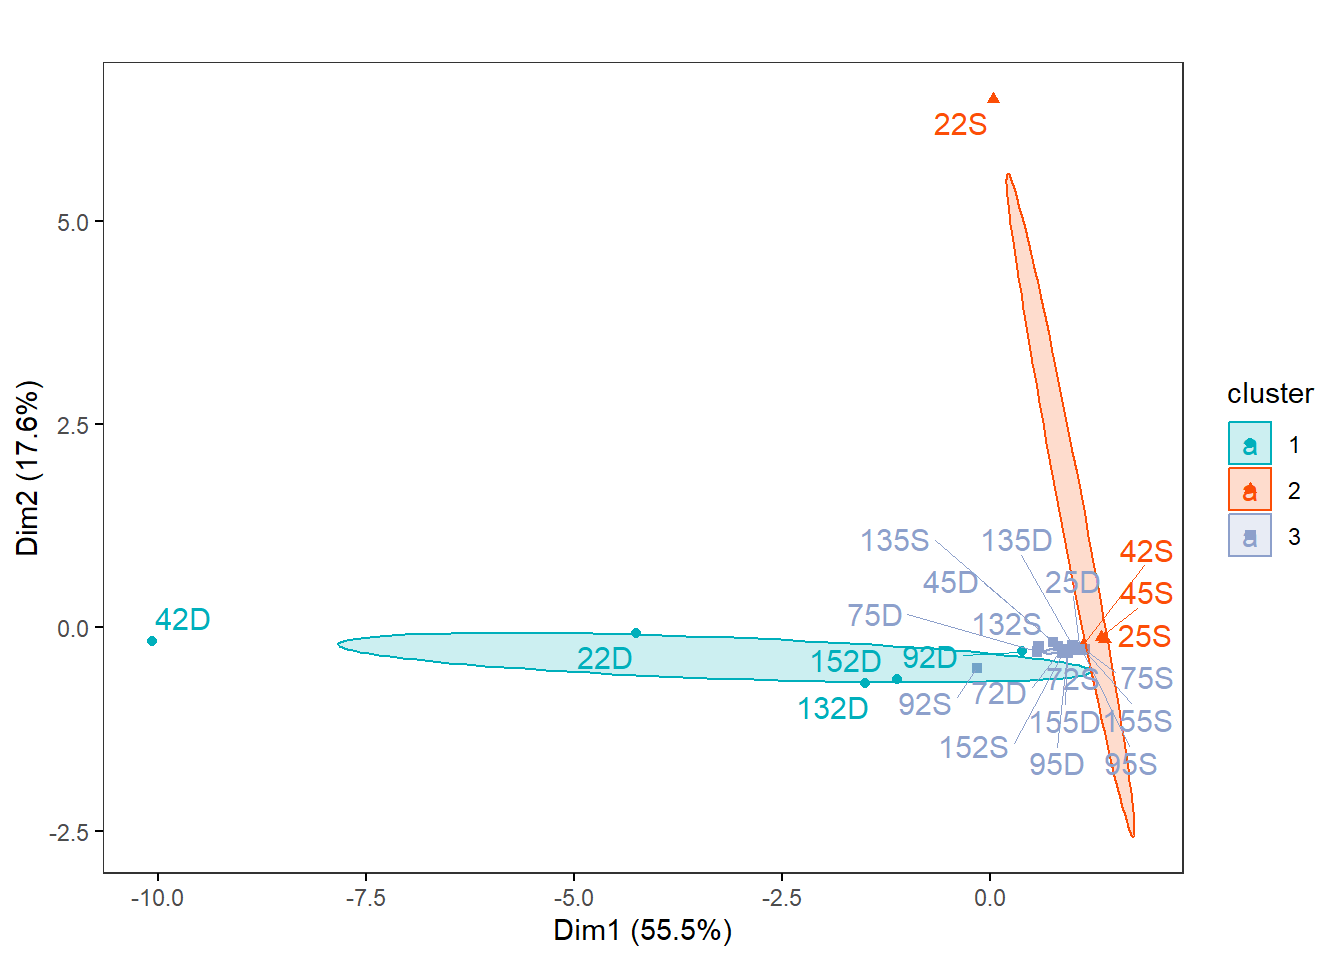 22S
5.0
2.5
0.0
-2.5
Dim2 (17.6%)
135S
135D
42S
45D
25D
45S
42D
75D
132S
25S
22D
152D
92D
72S
75S
132D
92S
72D
155D
155S
152S
95D
95S
-10.0
-7.5
-5.0
-2.5
0.0
Dim1 (55.5%)
cluster
a 1
a 2
a 3